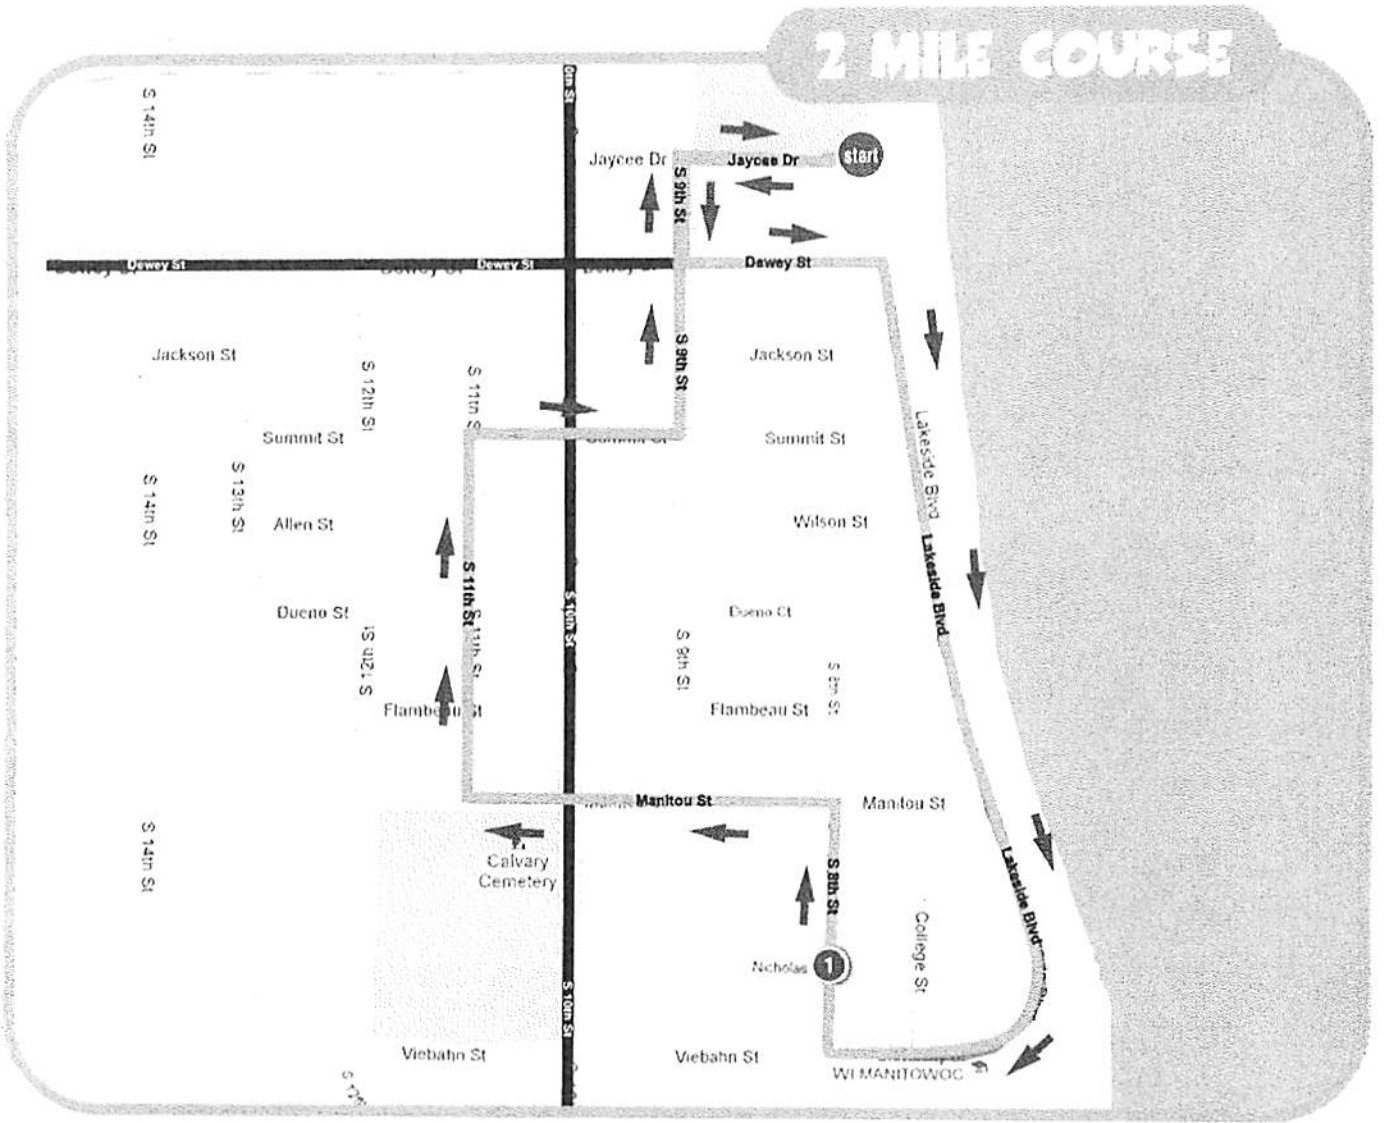 2 MILE COURSE
S 14th St
Jaycee Dr
Jaycee Dr
start
S 9th St
Dewey St
Dewey St
Dewey St
Jackson St
S 12th St
S 11th
S 9th St
Jackson St
Summit St
Summit St
Lakeside Blvd
S 14th St
S 13th St
Allen St
Wilson St
Lakeside Blvd
S 11th St
S 10th St
Dueno St
S 12th St
S 11th St
S 9th St
S 8th St
Flambeau St
Flambeau St
Manitou St
Manitou St
S 14th St
Calvary
Cemetery
S 8th St
Lakeside Blvd
College St
Nicholas
1
S 10th St
Viebahn St
Viebahn St
WI MANITOWOC